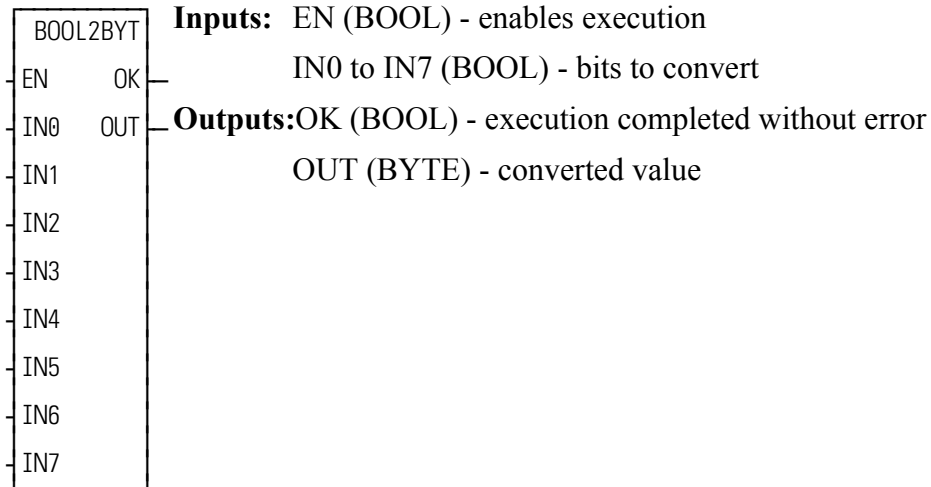 BOOL2BYT
EN OK
IN0 OUT
IN1
IN2
IN3
IN4
IN5
IN6
IN7
Inputs: EN (BOOL) - enables execution
IN0 to IN7 (BOOL) - bits to convert
Outputs:OK (BOOL) - execution completed without error
OUT (BYTE) - converted value